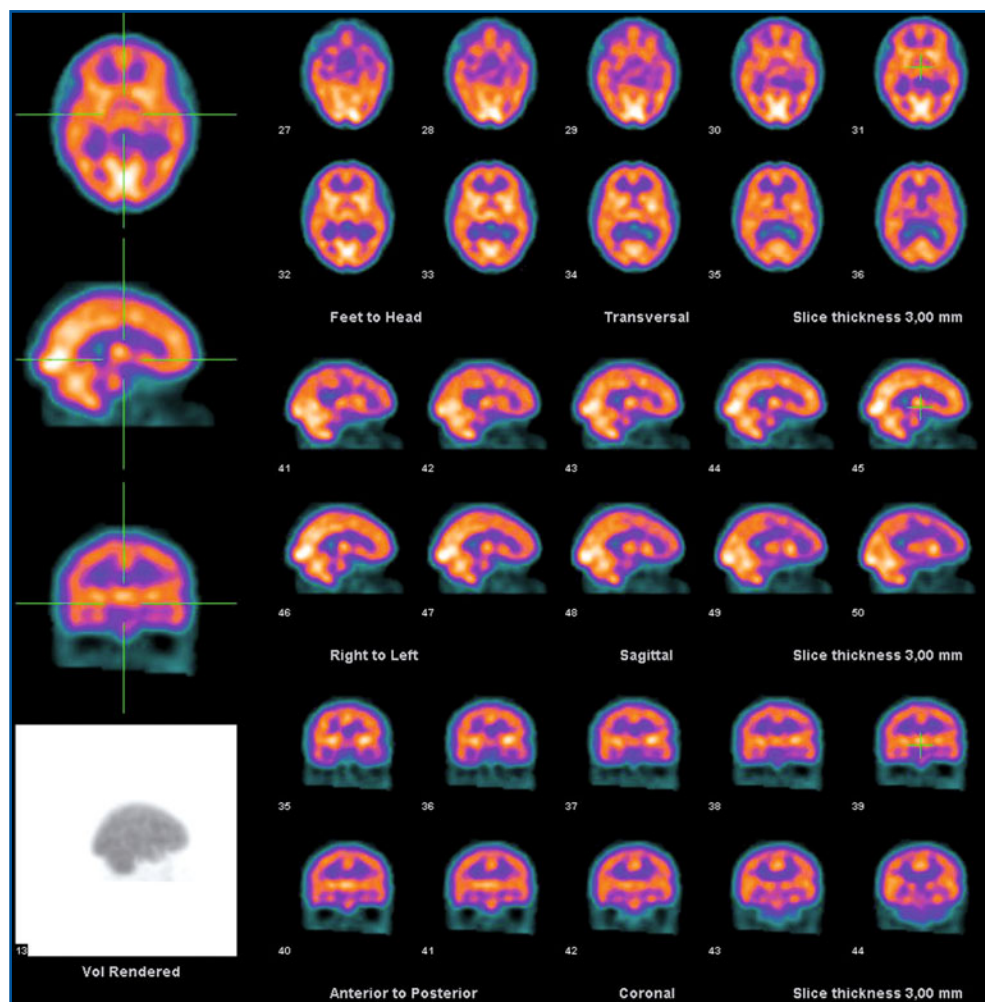 27 28 29 30 31
32 33 34 35 36
Feet to Head Transversal Slice thickness 3,00 mm
41 42 43 44 45
46 47 48 49 50
Right to Left Sagittal Slice thickness 3,00 mm
35 36 37 38 39
40 41 42 43 44
13
Vol Rendered
Anterior to Posterior Coronal Slice thickness 3,00 mm